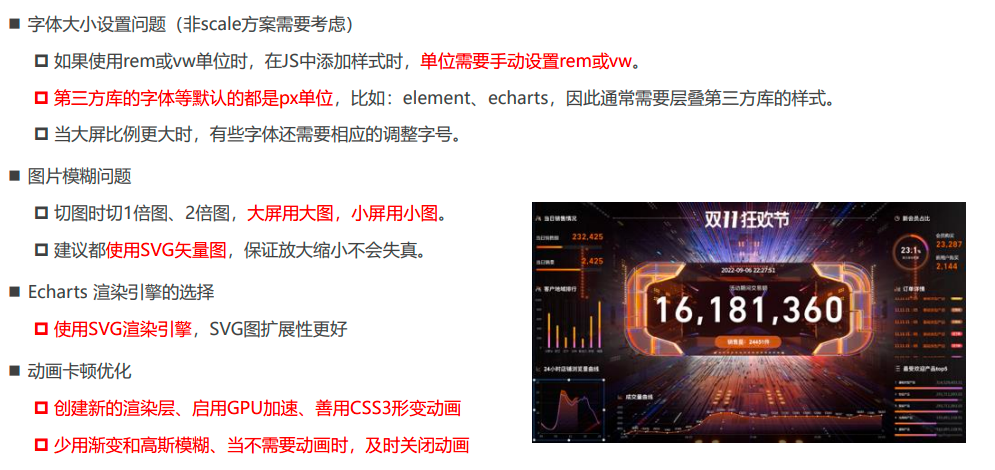 字体大小设置问题（非scale方案需要考虑）
如果使用rem或vw单位时，在JS中添加样式时，单位需要手动设置rem或vw。
第三方库的字体等默认的都是px单位，比如：element、echarts，因此通常需要层叠第三方库的样式。
当大屏比例更大时，有些字体还需要相应的调整字号。
图片模糊问题
切图时切1倍图、2倍图，大屏用大图，小屏用小图。
建议都使用SVG矢量图，保证放大缩小不会失真。
Echarts 渲染引擎的选择
使用SVG渲染引擎，SVG图扩展性更好
动画卡顿优化
创建新的渲染层、启用GPU加速、善用CSS3形变动画
少用渐变和高斯模糊、当不需要动画时，及时关闭动画
当日销售情况
232,425
2,425
客户地域排行
24小时店铺浏览量曲线
双11狂欢节
2022-09-06 22:27:51
活动期间交易额
16,181,360
销售量：24431件
成交量曲线
新会员占比
23.1%
23,287
2,144
订单详情
最受欢迎产品top5